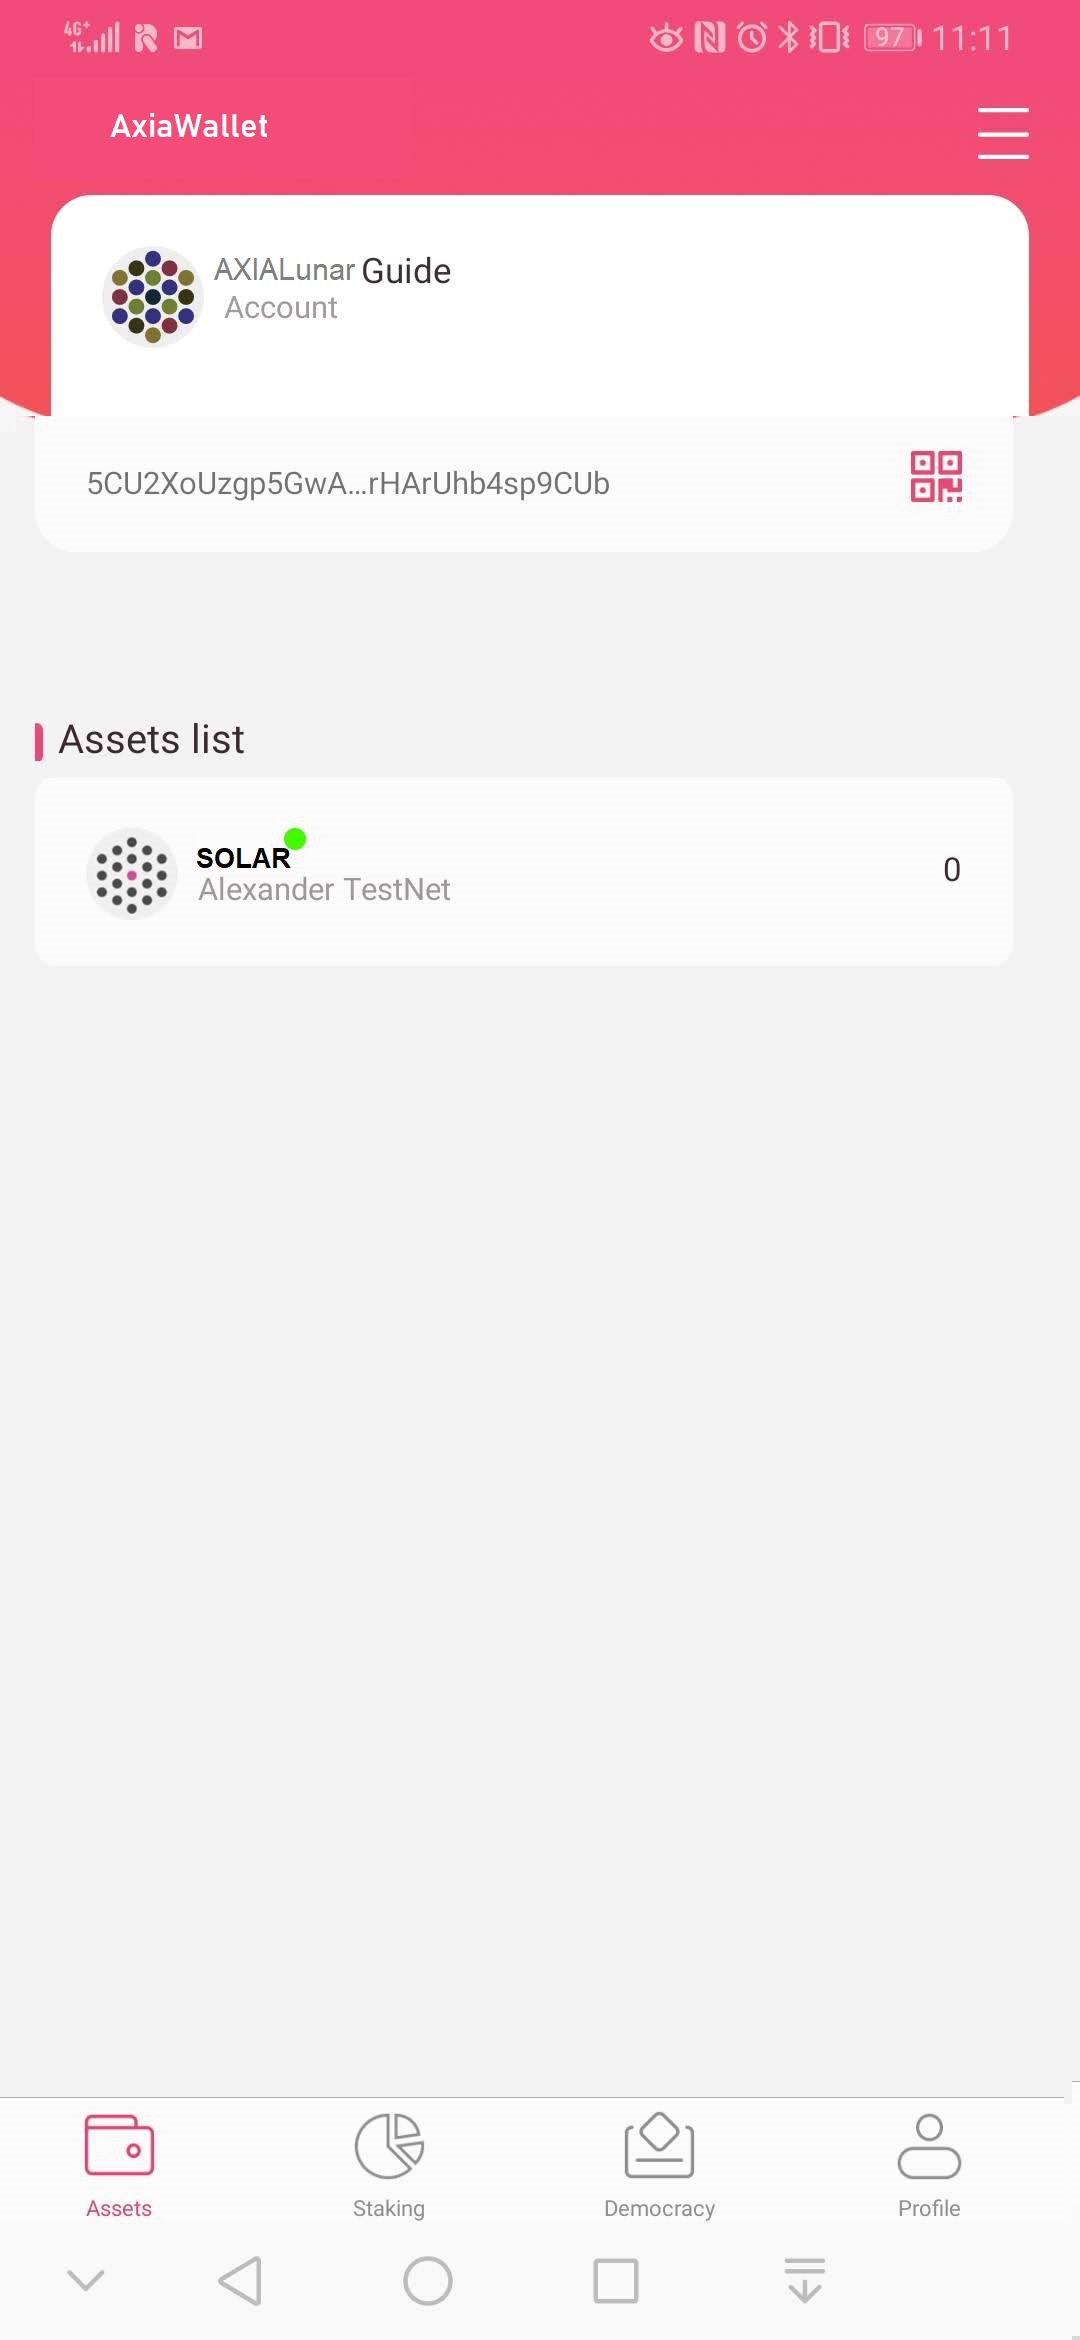 4G+ 97 11:11
AxiaWallet
AXIALunar Guide
Account
5CU2XoUzgp5GwA...rHArUhb4sp9CUb
Assets list
SOLAR
Alexander TestNet
0
Assets Staking Democracy Profile